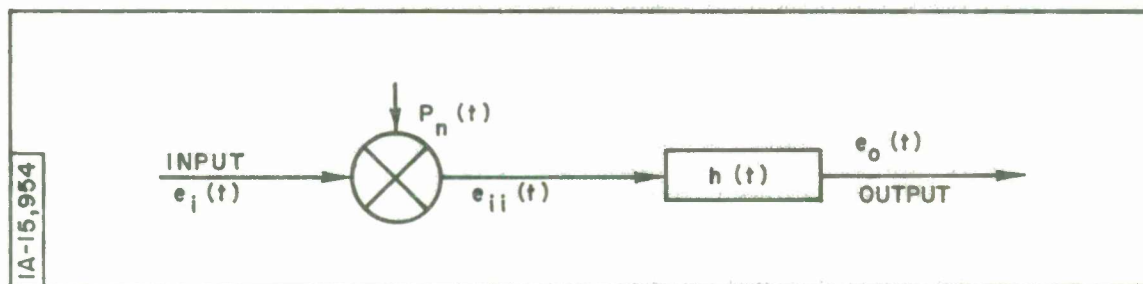 P_n (t)
INPUT
e_i (t)
e_ii (t)
h (t)
e_o (t)
OUTPUT
IA-15,954